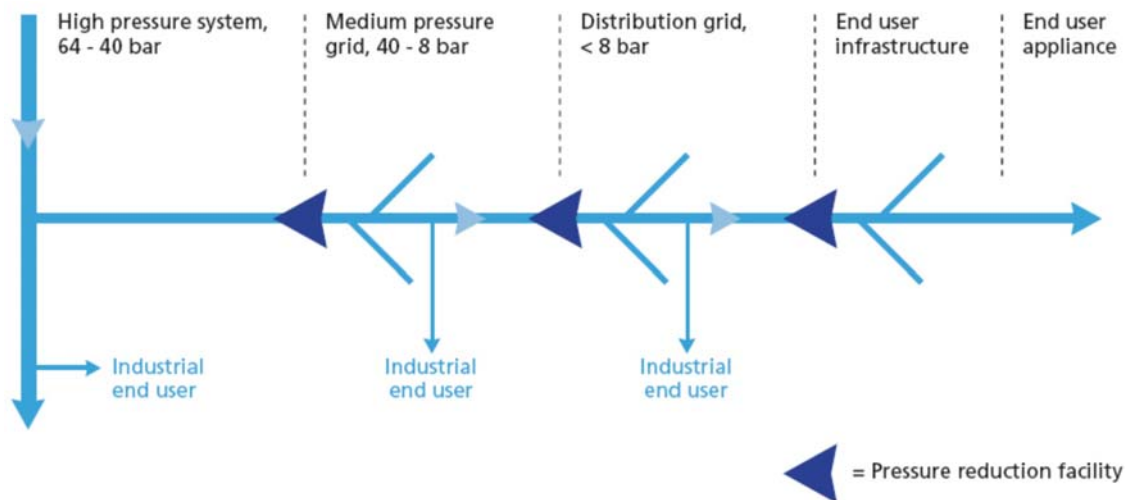 High pressure system,
64 - 40 bar
Medium pressure
grid, 40 - 8 bar
Distribution grid,
< 8 bar
End user
infrastructure
End user
appliance
Industrial
end user
Industrial
end user
Industrial
end user
= Pressure reduction facility